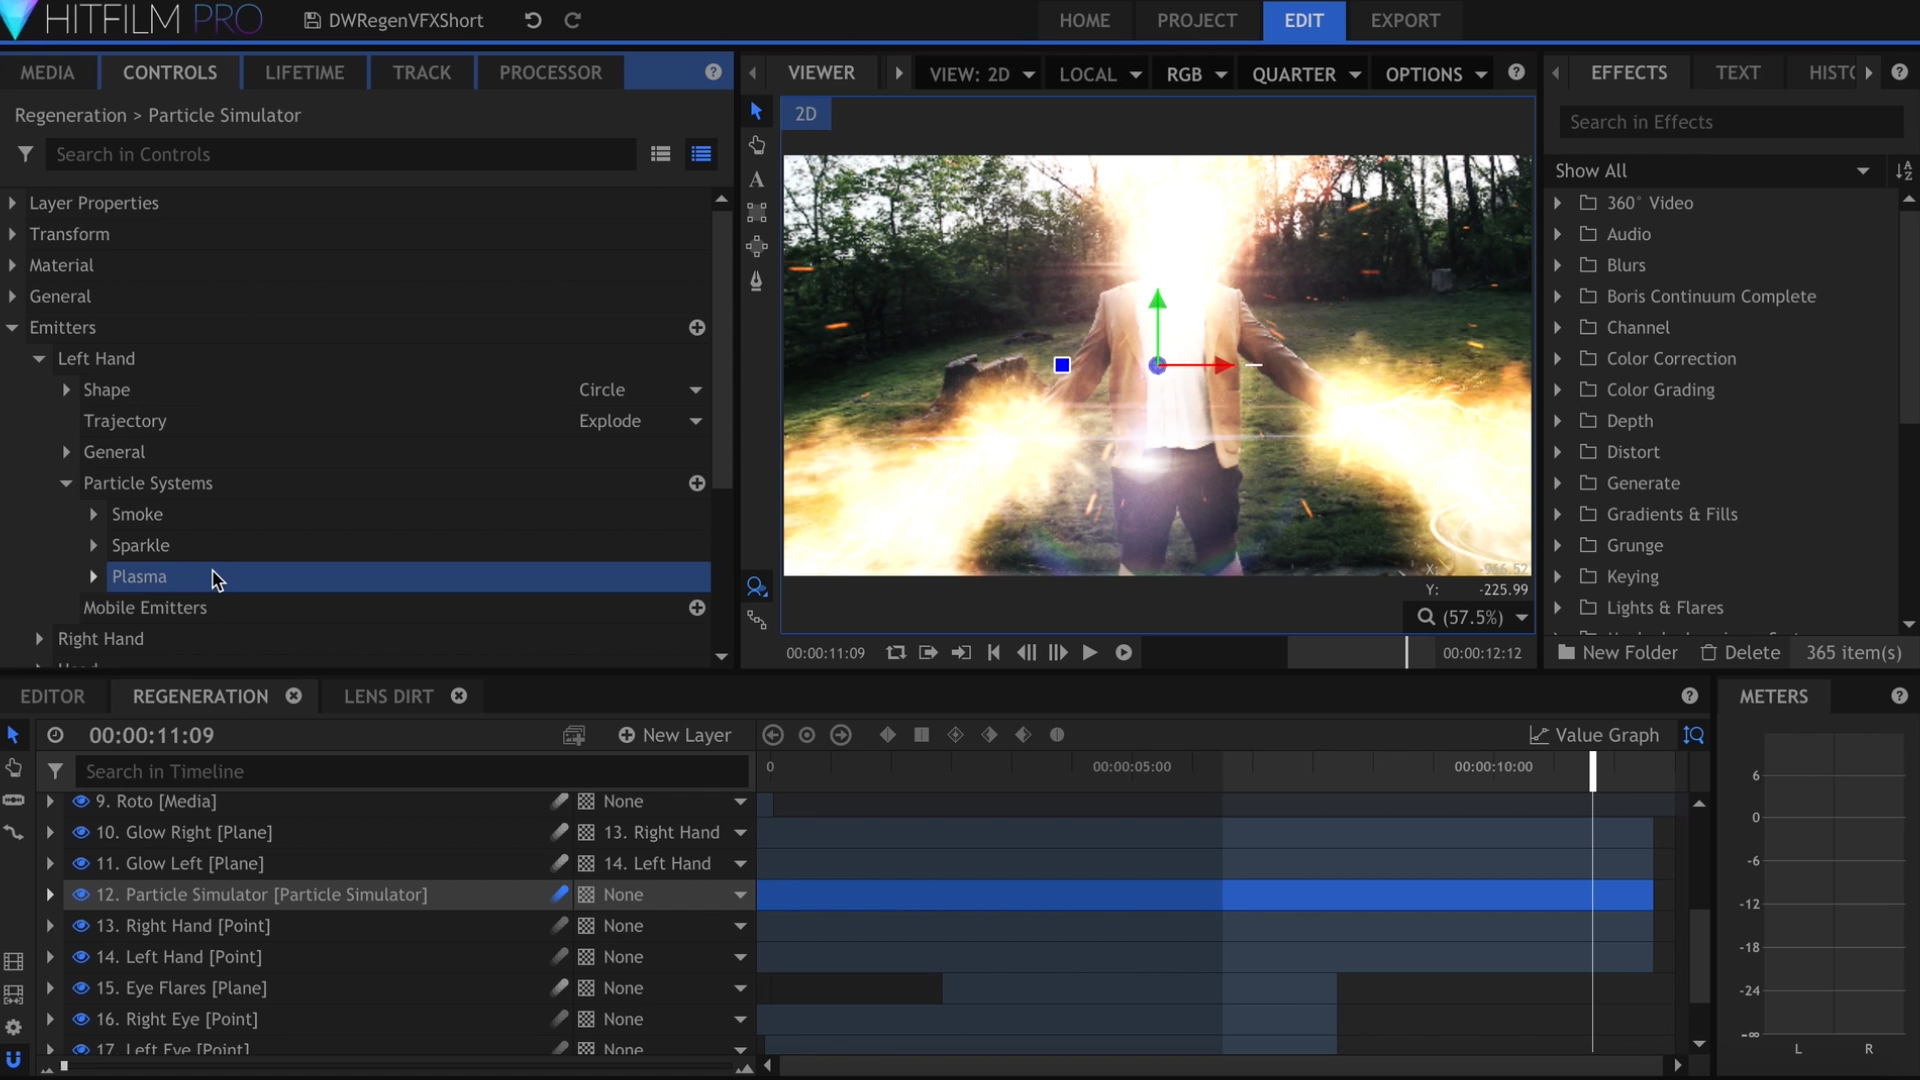 HITFILM PRO
DWRegenVFXShort
HOME
PROJECT
EDIT
EXPORT
MEDIA
CONTROLS
LIFETIME
TRACK
PROCESSOR
Regeneration > Particle Simulator
Search in Controls
Layer Properties
Transform
Material
General
Emitters
Left Hand
Shape
Circle
Trajectory
Explode
General
Particle Systems
Smoke
Sparkle
Plasma
Mobile Emitters
Right Hand
VIEWER
VIEW: 2D
LOCAL
RGB
QUARTER
OPTIONS
2D
X: -966.52
Y: -225.99
(57.5%)
00:00:11:09
00:00:12:12
EFFECTS
TEXT
Search in Effects
Show All
360° Video
Audio
Blurs
Boris Continuum Complete
Channel
Color Correction
Color Grading
Depth
Distort
Generate
Gradients & Fills
Grunge
Keying
Lights & Flares
New Folder
Delete
365 item(s)
EDITOR
REGENERATION
LENS DIRT
00:00:11:09
New Layer
Value Graph
Search in Timeline
0
00:00:05:00
00:00:10:00
9. Roto [Media]
None
10. Glow Right [Plane]
13. Right Hand
11. Glow Left [Plane]
14. Left Hand
12. Particle Simulator [Particle Simulator]
None
13. Right Hand [Point]
None
14. Left Hand [Point]
None
15. Eye Flares [Plane]
None
16. Right Eye [Point]
None
17. Left Eye [Point]
None
METERS
6
0
-6
-12
-18
-24
-∞
L
R